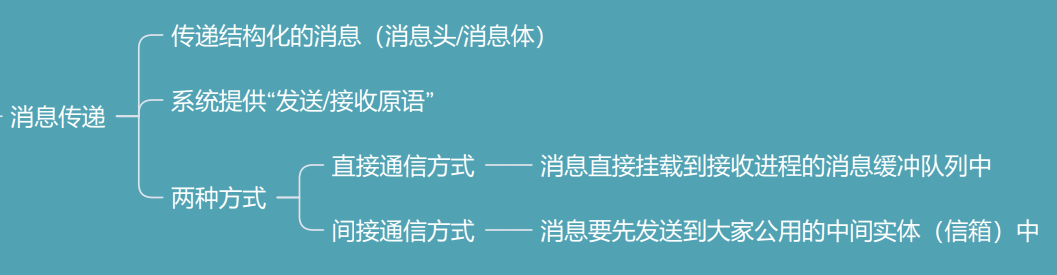 传递结构化的消息（消息头/消息体）
系统提供“发送/接收原语”
消息传递
直接通信方式
消息直接挂载到接收进程的消息缓冲队列中
两种方式
间接通信方式
消息要先发送到大家公用的中间实体（信箱）中